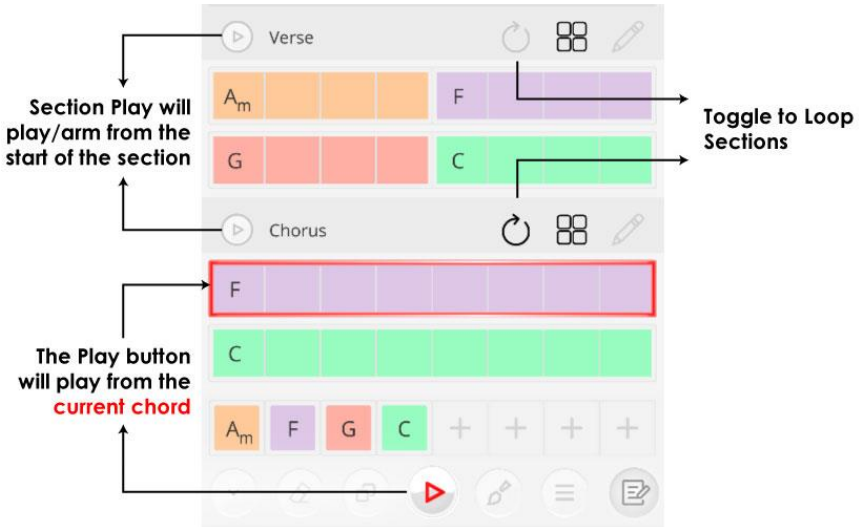 Verse
Am
F
Section Play will
play/arm from the
start of the section
Toggle to Loop
Sections
G
C
Chorus
F
C
The Play button
will play from the
current chord
Am
F
G
C